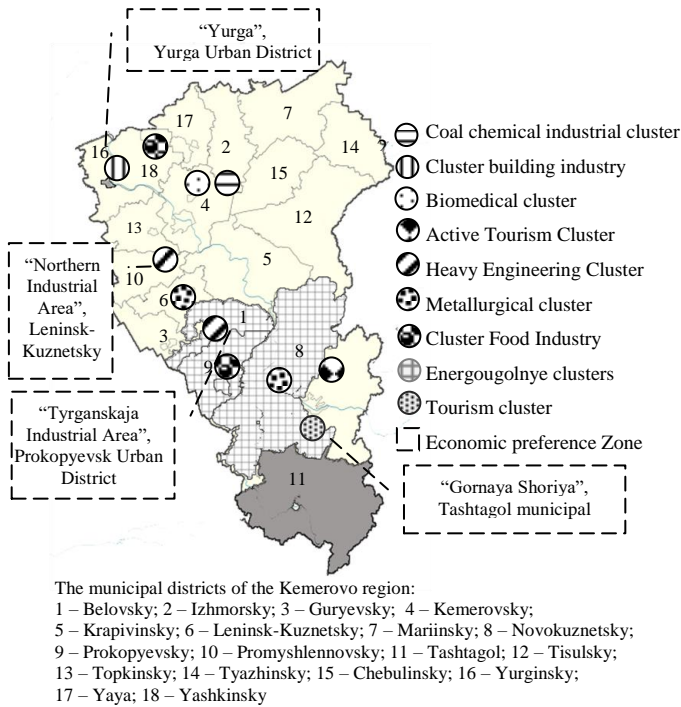 “Yurga”,
Yurga Urban District
7
17
2
14
16
15
18
4
12
13
5
10
6
1
3
8
9
11
Coal chemical industrial cluster
Cluster building industry
Biomedical cluster
Active Tourism Cluster
Heavy Engineering Cluster
Metallurgical cluster
Cluster Food Industry
Energougolnye clusters
Tourism cluster
Economic preference Zone
“Northern
Industrial
Area”,
Leninsk-
Kuznetsky
“Tyrganskaja
Industrial Area”,
Prokopyevsk Urban
District
“Gornaya Shoriya”,
Tashtagol municipal
The municipal districts of the Kemerovo region:
1 – Belovsky; 2 – Izhmorsky; 3 – Guryevsky; 4 – Kemerovsky;
5 – Krapivinsky; 6 – Leninsk-Kuznetsky; 7 – Mariinsky; 8 – Novokuznetsky;
9 – Prokopyevsky; 10 – Promyshlennovsky; 11 – Tashtagol; 12 – Tisulsky;
13 – Topkinsky; 14 – Tyazhinsky; 15 – Chebulinsky; 16 – Yurginsky;
17 – Yaya; 18 – Yashkinsky